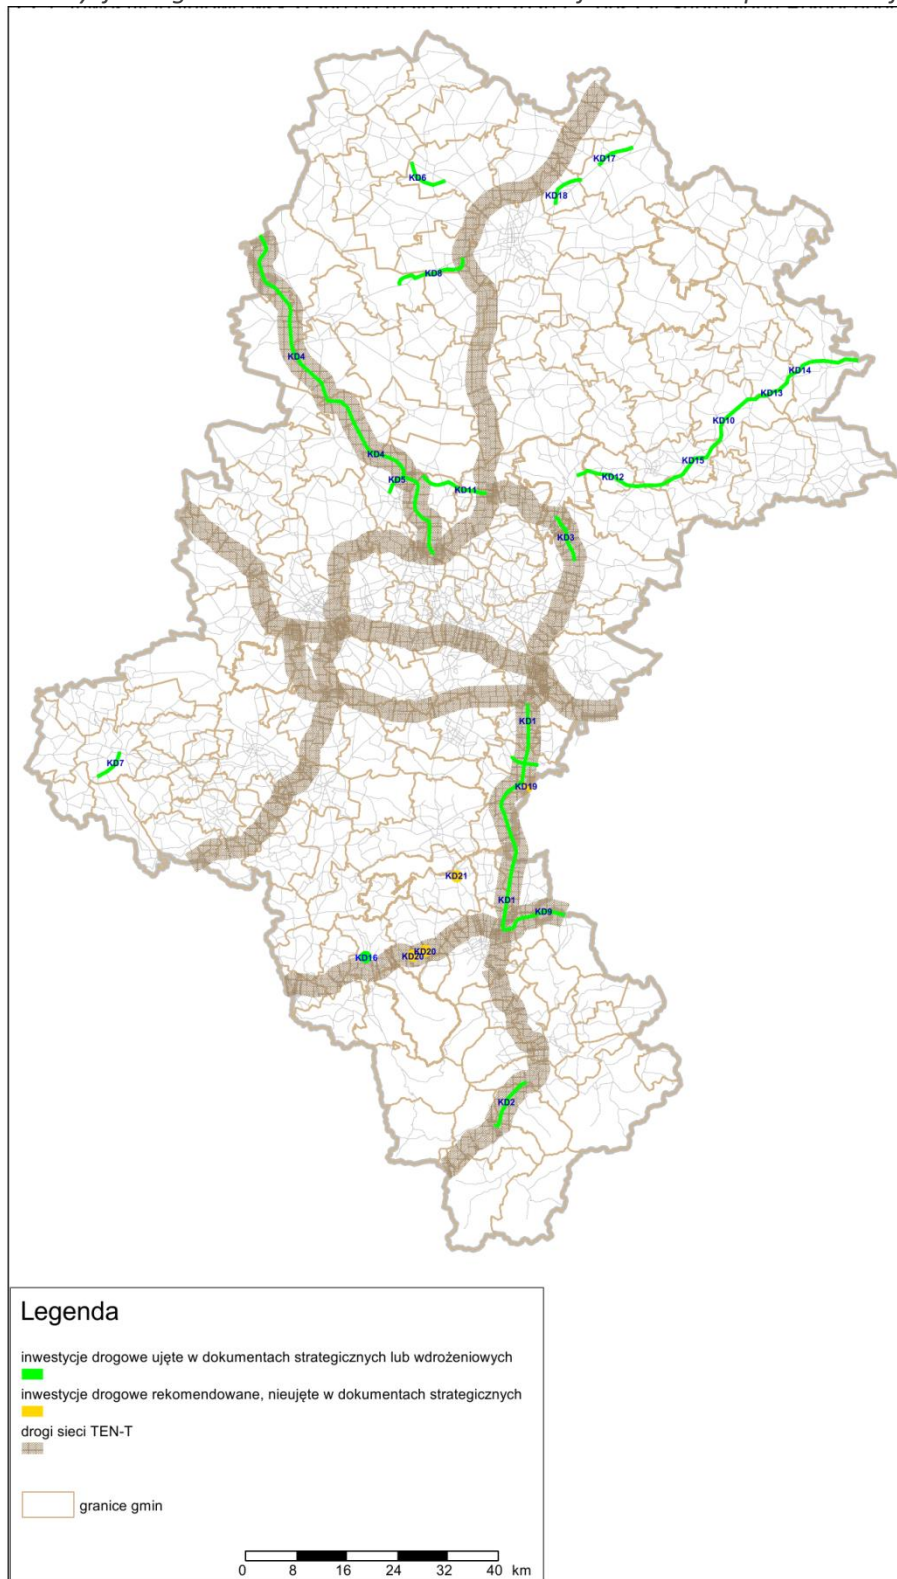 KD17
KD6
KD18
KD8
KD4
KD14
KD13
KD10
KD4
KD15
KD5
KD12
KD11
KD3
KD1
KD7
KD19
KD21
KD1
KD9
KD20
KD20
KD16
KD2
Legenda
inwestycje drogowe ujęte w dokumentach strategicznych lub wdrożeniowych
inwestycje drogowe rekomendowane, nieujęte w dokumentach strategicznych
drogi sieci TEN-T
granice gmin
0 8 16 24 32 40 km